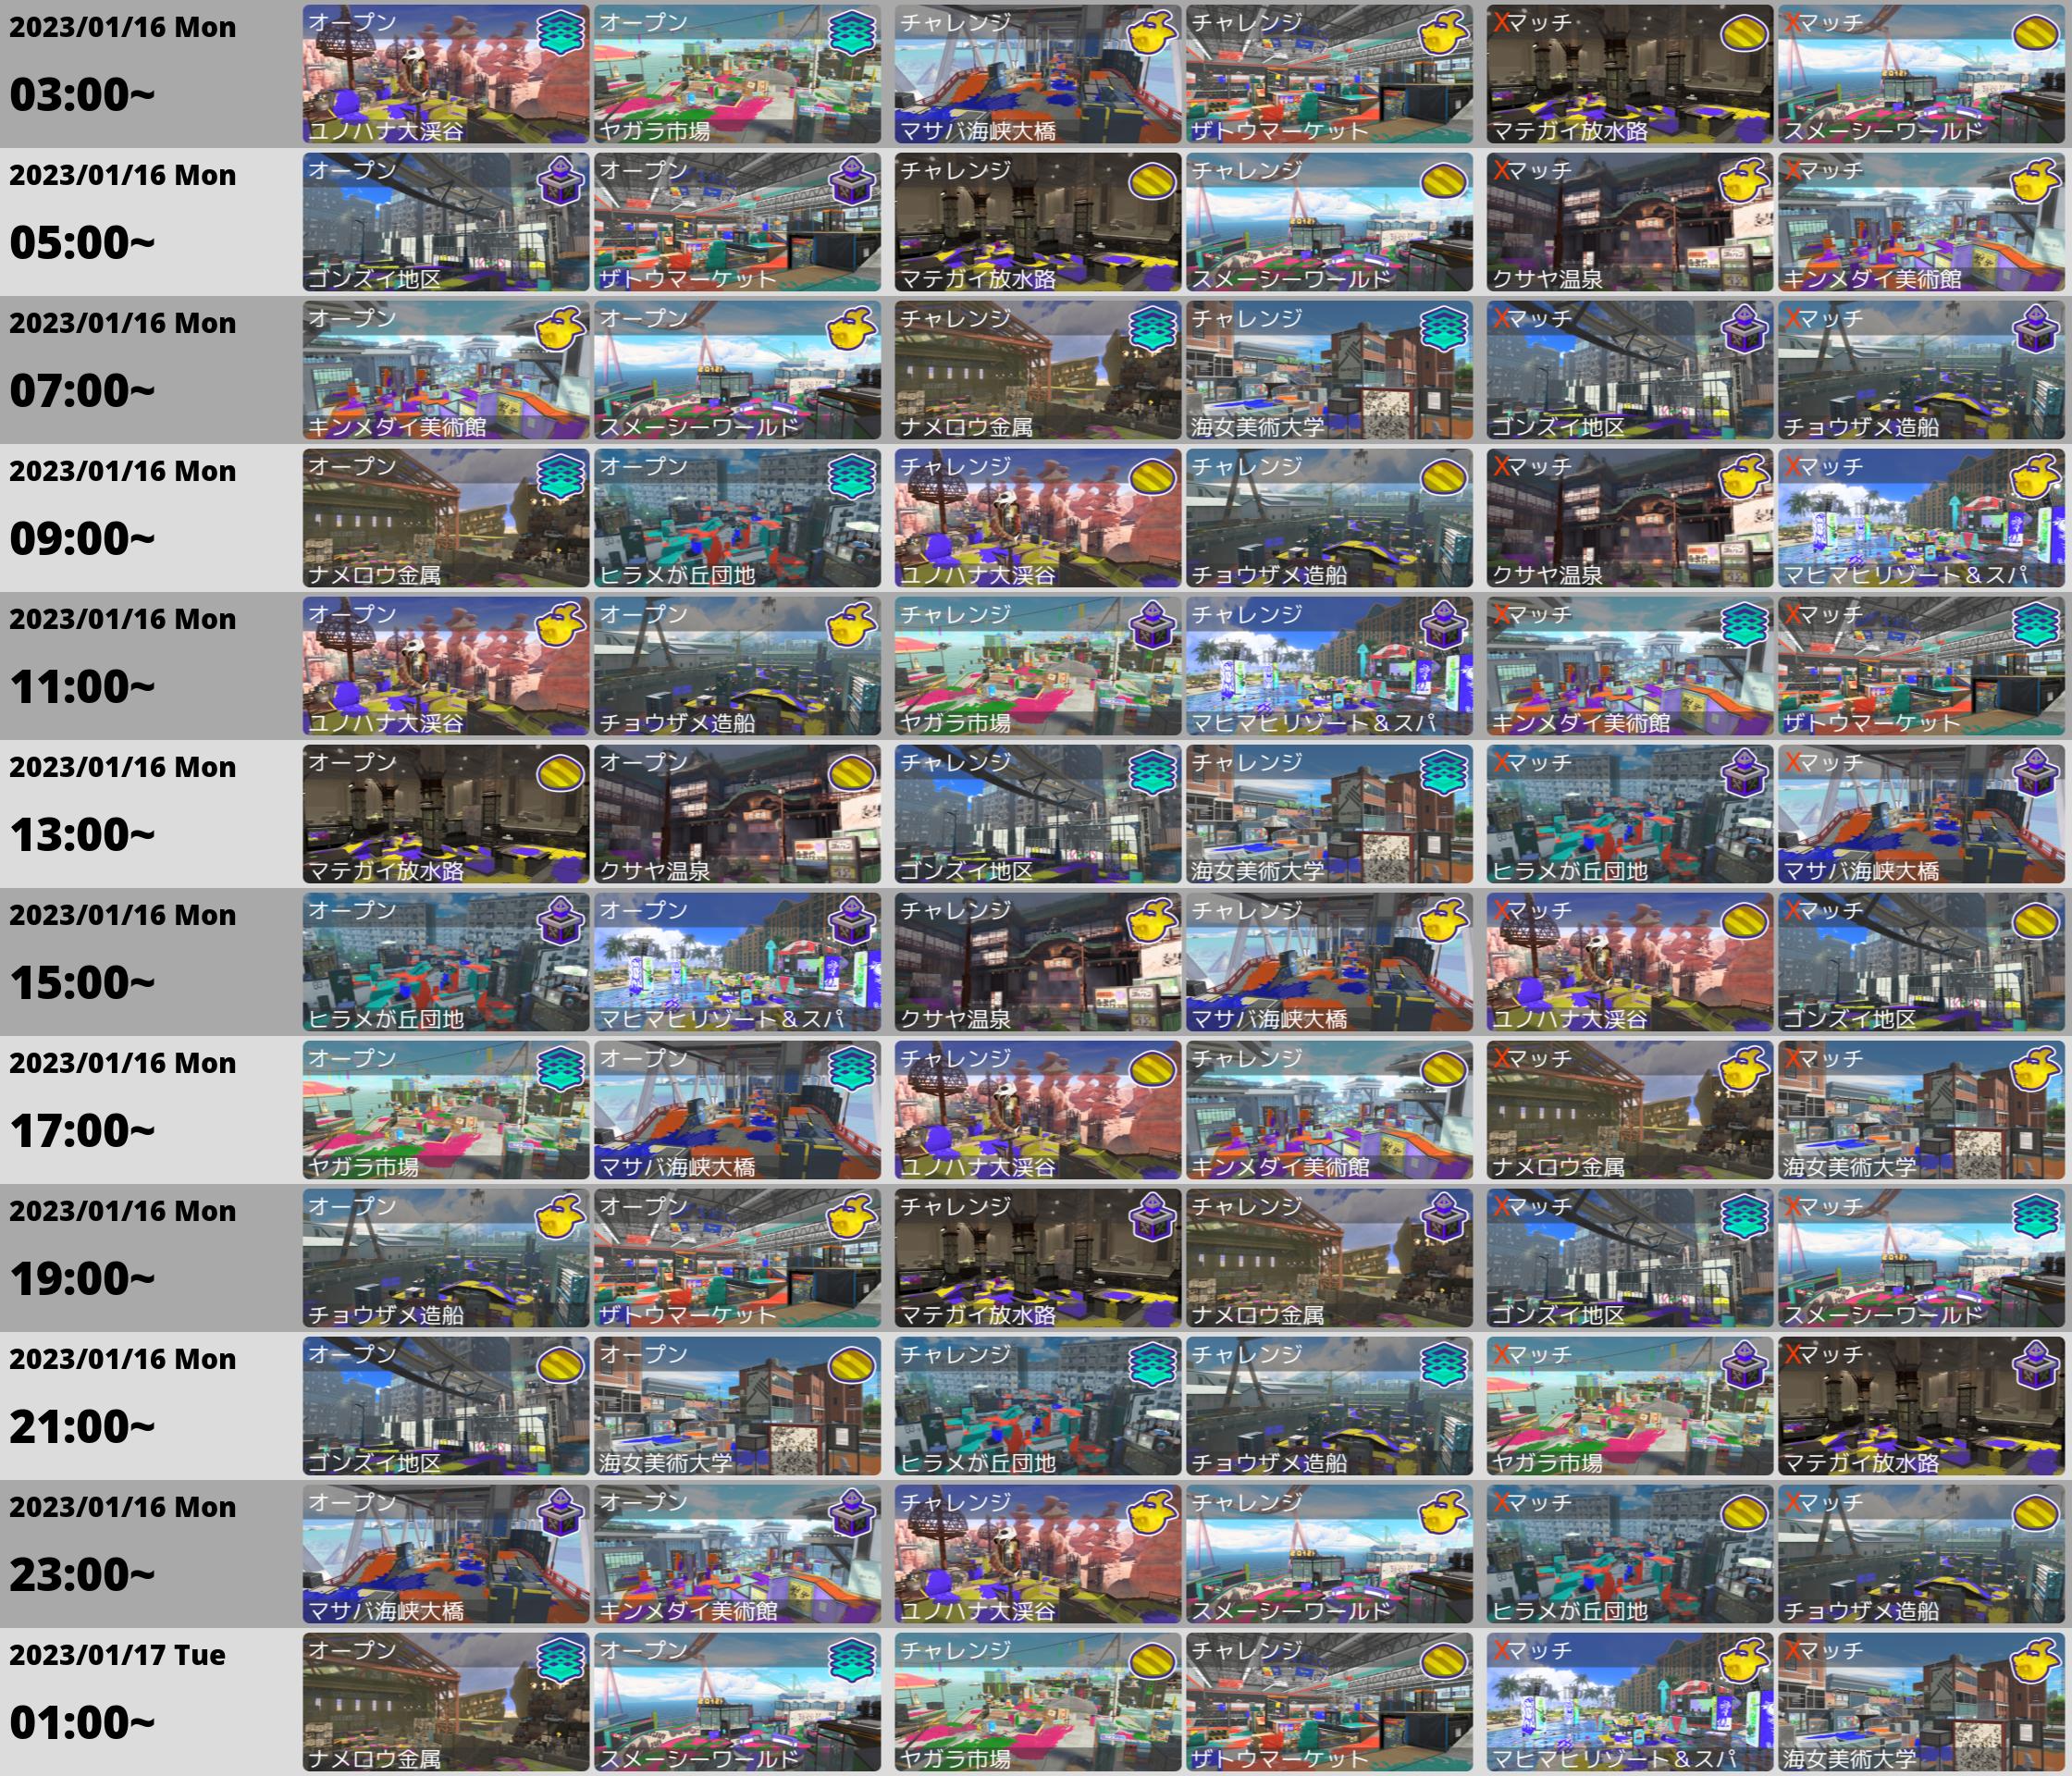 2023/01/16 Mon
03:00~
オープン
ユノハナ大渓谷
オープン
ヤガラ市場
チャレンジ
マサバ海峡大橋
チャレンジ
ザトウマーケット
Xマッチ
マテガイ放水路
Xマッチ
スメーシーワールド
2023/01/16 Mon
05:00~
オープン
ゴンズイ地区
オープン
ザトウマーケット
チャレンジ
マテガイ放水路
チャレンジ
スメーシーワールド
Xマッチ
クサヤ温泉
Xマッチ
キンメダイ美術館
2023/01/16 Mon
07:00~
オープン
キンメダイ美術館
オープン
スメーシーワールド
チャレンジ
ナメロウ金属
チャレンジ
海女美術大学
Xマッチ
ゴンズイ地区
Xマッチ
チョウザメ造船
2023/01/16 Mon
09:00~
オープン
ナメロウ金属
オープン
ヒラメが丘団地
チャレンジ
ユノハナ大渓谷
チャレンジ
チョウザメ造船
Xマッチ
クサヤ温泉
Xマッチ
マヒマヒリゾート＆スパ
2023/01/16 Mon
11:00~
オープン
ユノハナ大渓谷
オープン
チョウザメ造船
チャレンジ
ヤガラ市場
チャレンジ
マヒマヒリゾート＆スパ
Xマッチ
キンメダイ美術館
Xマッチ
ザトウマーケット
2023/01/16 Mon
13:00~
オープン
マテガイ放水路
オープン
クサヤ温泉
チャレンジ
ゴンズイ地区
チャレンジ
海女美術大学
Xマッチ
ヒラメが丘団地
Xマッチ
マサバ海峡大橋
2023/01/16 Mon
15:00~
オープン
ヒラメが丘団地
オープン
マヒマヒリゾート＆スパ
チャレンジ
クサヤ温泉
チャレンジ
マサバ海峡大橋
Xマッチ
ユノハナ大渓谷
Xマッチ
ゴンズイ地区
2023/01/16 Mon
17:00~
オープン
ヤガラ市場
オープン
マサバ海峡大橋
チャレンジ
ユノハナ大渓谷
チャレンジ
キンメダイ美術館
Xマッチ
ナメロウ金属
Xマッチ
海女美術大学
2023/01/16 Mon
19:00~
オープン
チョウザメ造船
オープン
ザトウマーケット
チャレンジ
マテガイ放水路
チャレンジ
ナメロウ金属
Xマッチ
ゴンズイ地区
Xマッチ
スメーシーワールド
2023/01/16 Mon
21:00~
オープン
ゴンズイ地区
オープン
海女美術大学
チャレンジ
ヒラメが丘団地
チャレンジ
チョウザメ造船
Xマッチ
ヤガラ市場
Xマッチ
マテガイ放水路
2023/01/16 Mon
23:00~
オープン
マサバ海峡大橋
オープン
キンメダイ美術館
チャレンジ
ユノハナ大渓谷
チャレンジ
スメーシーワールド
Xマッチ
ヒラメが丘団地
Xマッチ
チョウザメ造船
2023/01/17 Tue
01:00~
オープン
ナメロウ金属
オープン
スメーシーワールド
チャレンジ
ヤガラ市場
チャレンジ
ザトウマーケット
Xマッチ
マヒマヒリゾート＆スパ
Xマッチ
海女美術大学